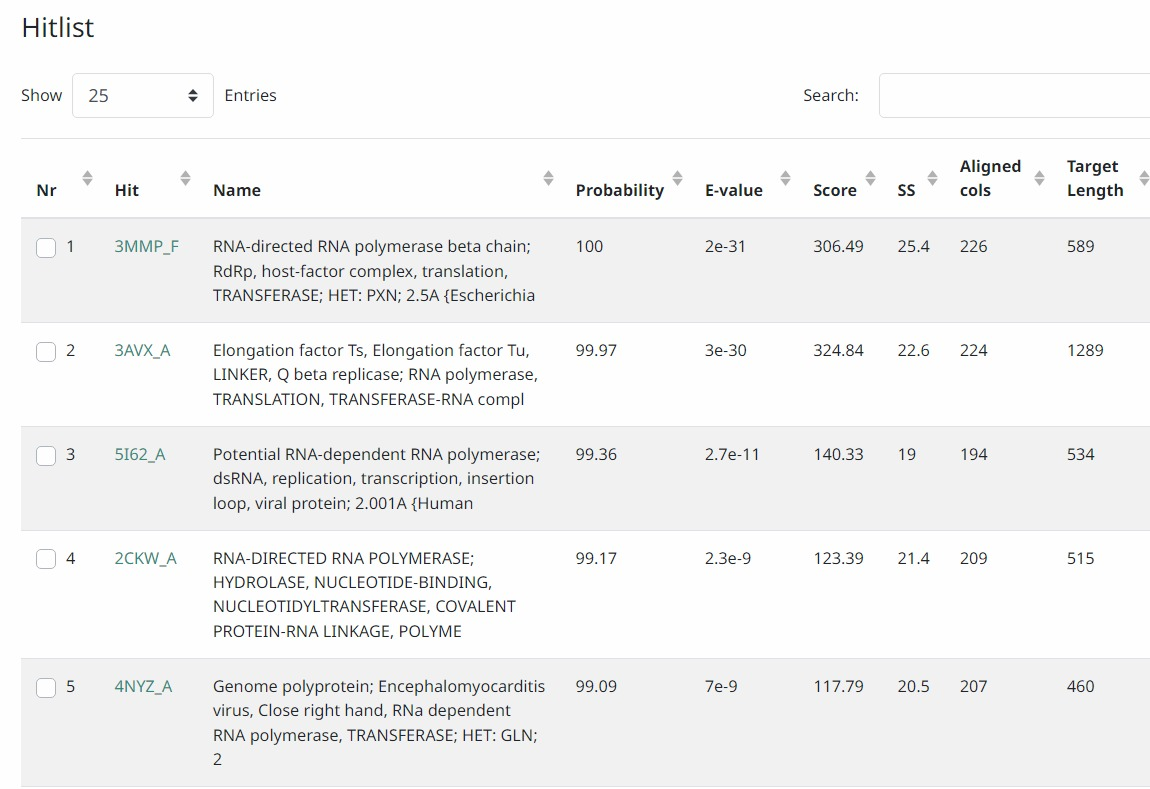 Hitlist
Show 25 Entries Search:
Nr Hit Name Probability E-value Score SS Aligned cols Target Length
1 3MMP_F RNA-directed RNA polymerase beta chain; 100 2e-31 306.49 25.4 226 589
RdRp, host-factor complex, translation,
TRANSFERASE; HET: PXN; 2.5A {Escherichia
2 3AVX_A Elongation factor Ts, Elongation factor Tu, 99.97 3e-30 324.84 22.6 224 1289
LINKER, Q beta replicase; RNA polymerase,
TRANSLATION, TRANSFERASE-RNA compl
3 5I62_A Potential RNA-dependent RNA polymerase; 99.36 2.7e-11 140.33 19 194 534
dsRNA, replication, transcription, insertion
loop, viral protein; 2.001A {Human
4 2CKW_A RNA-DIRECTED RNA POLYMERASE; 99.17 2.3e-9 123.39 21.4 209 515
HYDROLASE, NUCLEOTIDE-BINDING,
NUCLEOTIDYLTRANSFERASE, COVALENT
PROTEIN-RNA LINKAGE, POLYME
5 4NYZ_A Genome polyprotein; Encephalomyocarditis 99.09 7e-9 117.79 20.5 207 460
virus, Close right hand, RNa dependent
RNA polymerase, TRANSFERASE; HET: GLN;
2